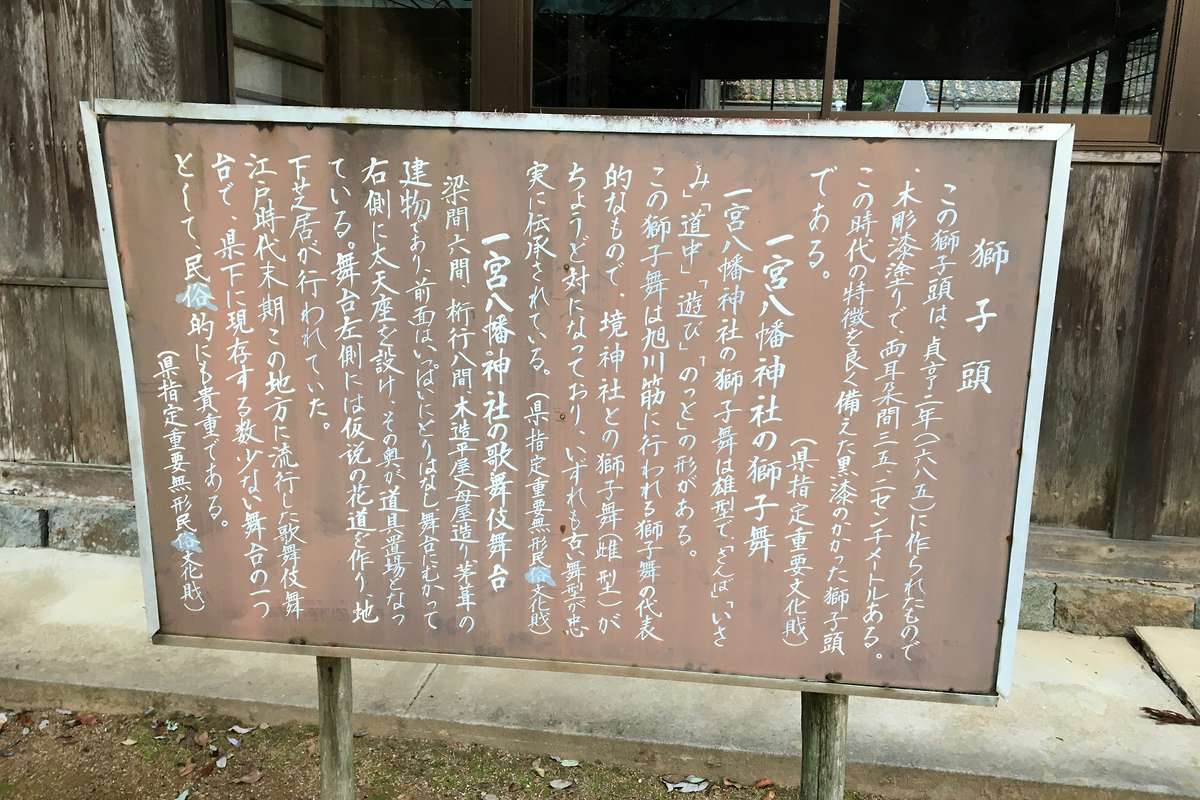 獅子頭
この獅子頭は、貞享二年(一六八五)に作られたもので
、木彫漆塗りで、両耳朶間三五・二センチメートルある。
この時代の特徴を良く備えた黒漆のかかった獅子頭
である。
(県指定重要文化財)
一宮八幡神社の獅子舞
一宮八幡神社の獅子舞は雄型で、「さんば」「いさ
み」「道中」「遊び」「のっと」の形がある。
この獅子舞は旭川筋に行われる獅子舞の代表
的なもので、境神社との獅子舞(雌型)が
ちょうど対になっており、いずれも古い舞型が忠
実に伝承されている。(県指定重要無形民俗文化財)
一宮八幡神社の歌舞伎舞台
梁間六間、桁行八間、木造平屋入母屋造り茅葺の
建物であり、前面はいっぱいにとりはなし舞台にむかって
右側に太夫座を設け、その奥が道具置場となっ
ている。舞台左側には仮説の花道を作り、地
下芝居が行われていた。
江戸時代末期この地方に流行した歌舞伎舞
台で、県下に現存する数少ない舞台の一つ
として、民俗的にも貴重である。
(県指定重要無形民俗文化財)